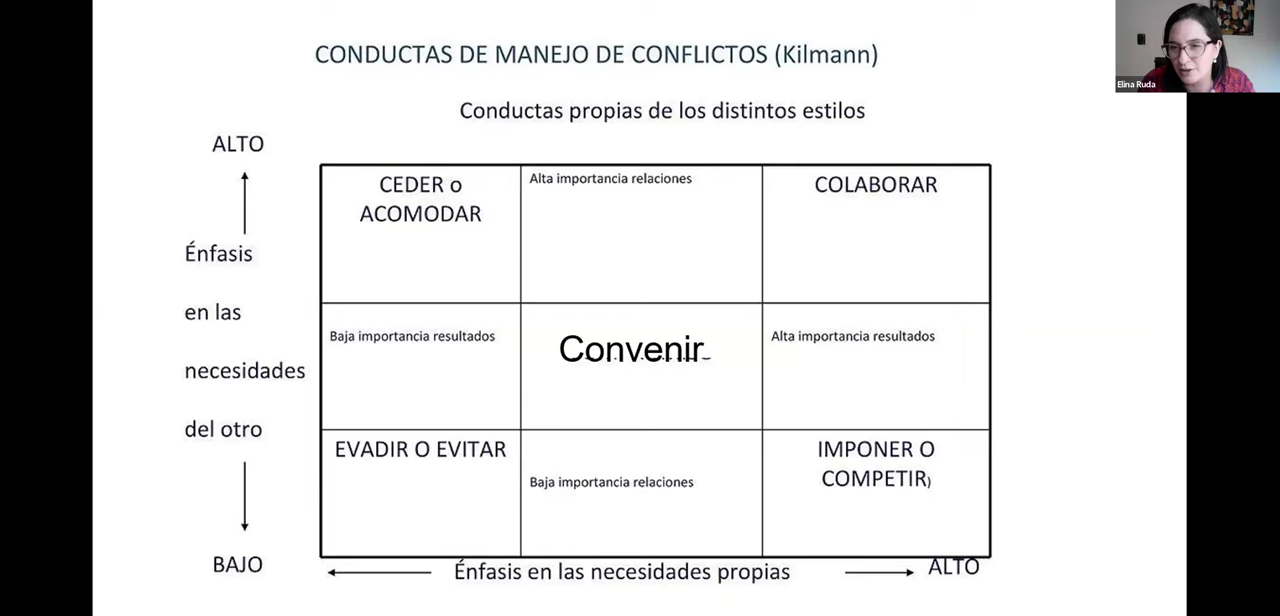 CONDUCTAS DE MANEJO DE CONFLICTOS (Kilmann)
Elina Ruda
Conductas propias de los distintos estilos
ALTO
CEDER o
ACOMODAR
Alta importancia relaciones
COLABORAR
Énfasis
en las
necesidades
del otro
Baja importancia resultados
Convenir
Alta importancia resultados
EVADIR O EVITAR
Baja importancia relaciones
IMPONER O
COMPETIR)
BAJO
Énfasis en las necesidades propias
ALTO